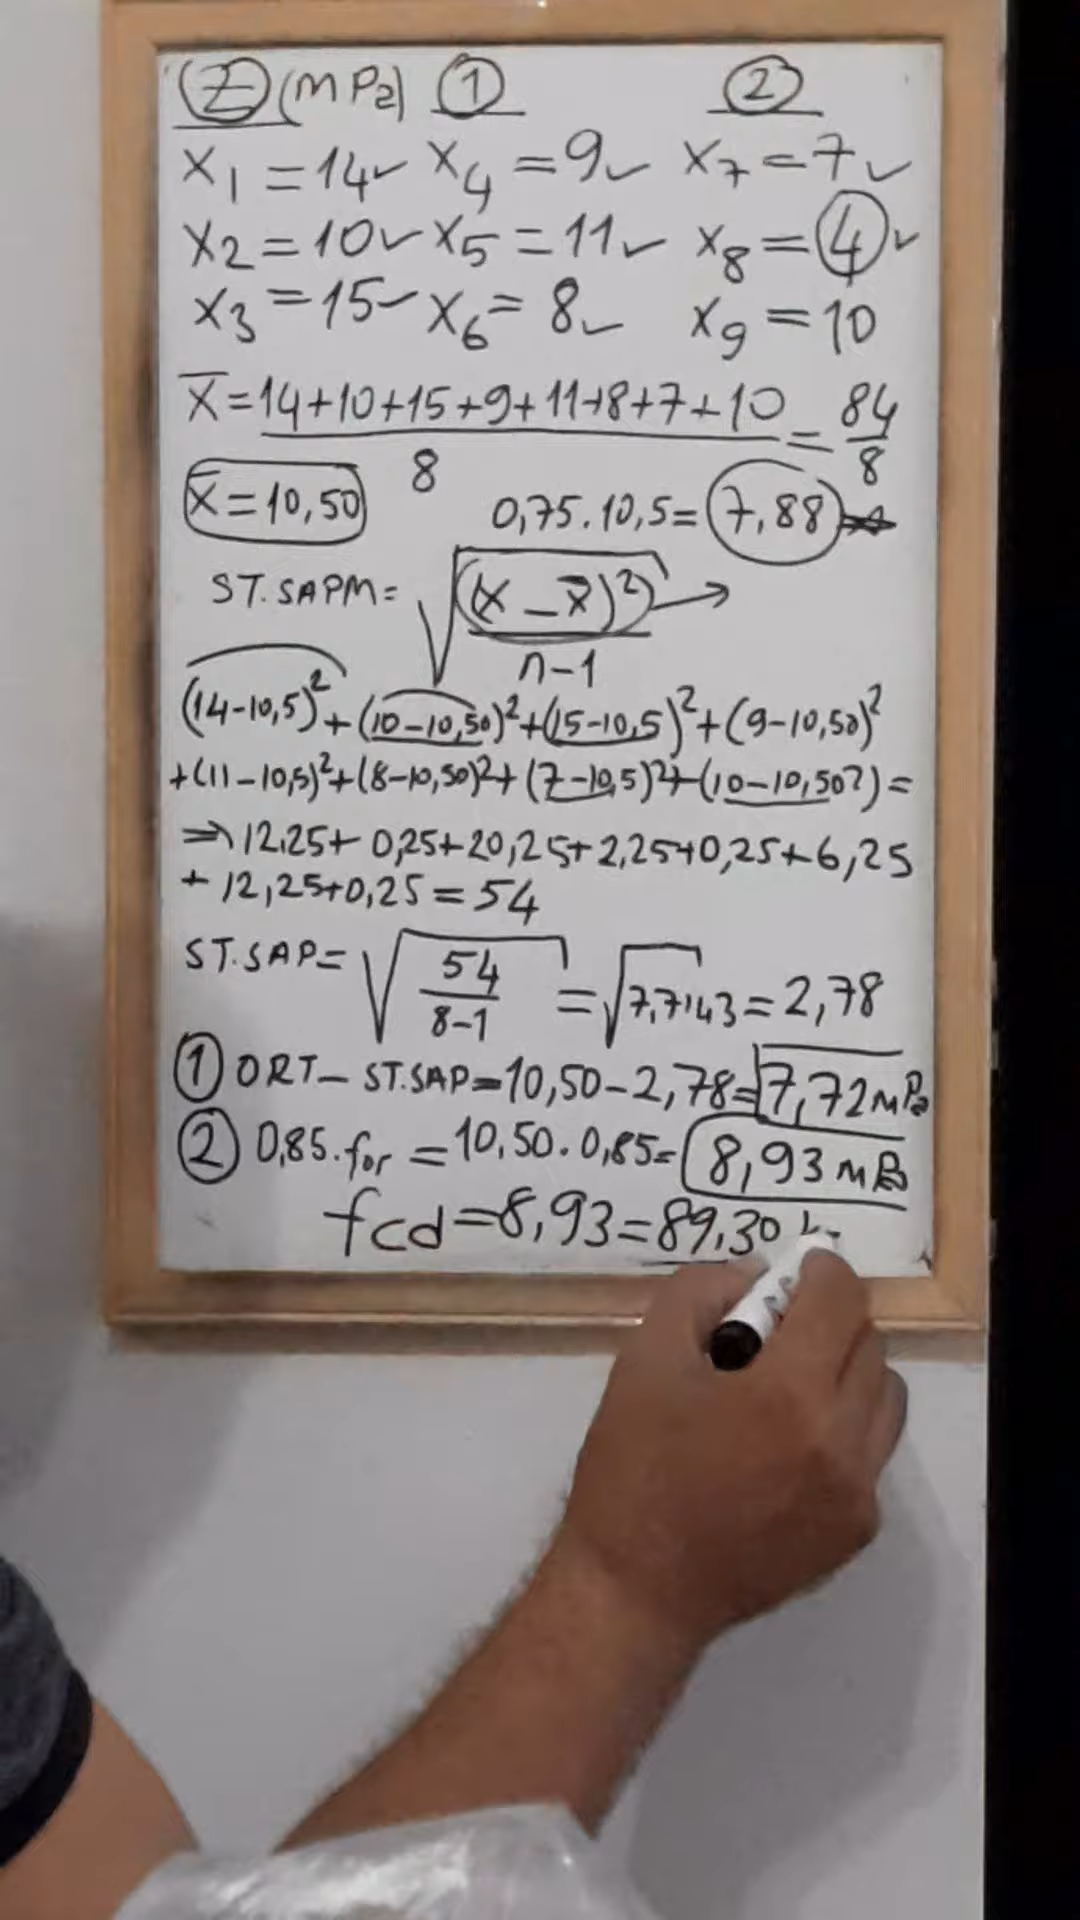 Z (MPa) 1 2
X1 = 14✓ X4 = 9✓ X7 = 7✓
X2 = 10✓ X5 = 11✓ X8 = 4✓
X3 = 15✓ X6 = 8✓ X9 = 10
X̅ = 14+10+15+9+11+8+7+10 / 8 = 84/8
X̅ = 10,50 0,75.10,5 = 7,88
ST.SAPM = √((X – X̅)²/(n-1)) →
(14-10,5)² + (10-10,50)² + (15-10,5)² + (9-10,50)²
+(11-10,5)² + (8-10,50)² + (7-10,5)² + (10-10,50²) =
⇒ 12,25+ 0,25+20,25+2,25+0,25+6,25
+ 12,25+0,25 = 54
ST.SAP = √(54/(8-1)) = √7,7143 = 2,78
1 ORT – ST.SAP = 10,50-2,78 = 7,72 MPa
2 0,85.for = 10,50.0,85 = 8,93 MPa
fcd = 8,93 = 89,30